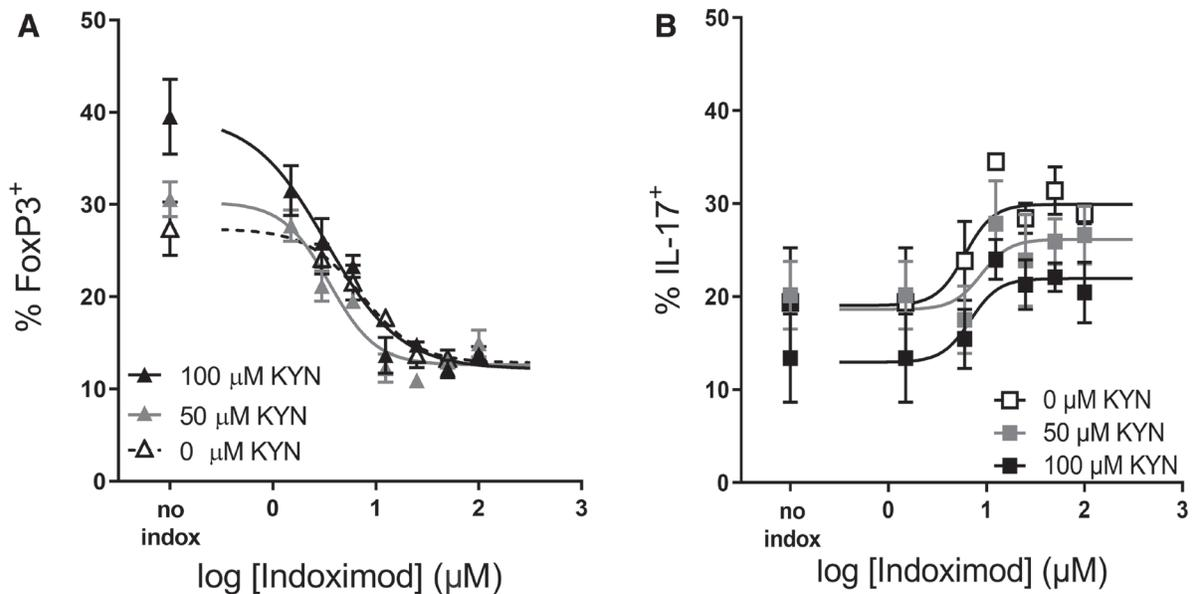 A
50
40
30
20
10
0
% FoxP3+
100 μM KYN
50 μM KYN
0 μM KYN
no
indox
0
1
2
3
log [Indoximod] (μM)
B
50
40
30
20
10
0
% IL-17+
0 μM KYN
50 μM KYN
100 μM KYN
no
indox
0
1
2
3
log [Indoximod] (μM)